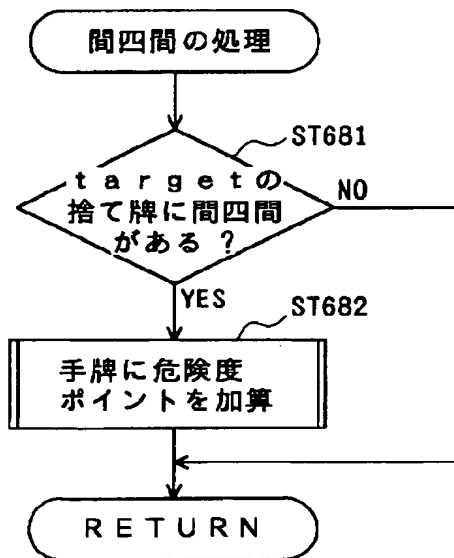 間四間の処理
ST681
targetの
捨て牌に間四間
がある?
NO
YES
ST682
手牌に危険度
ポイントを加算
RETURN